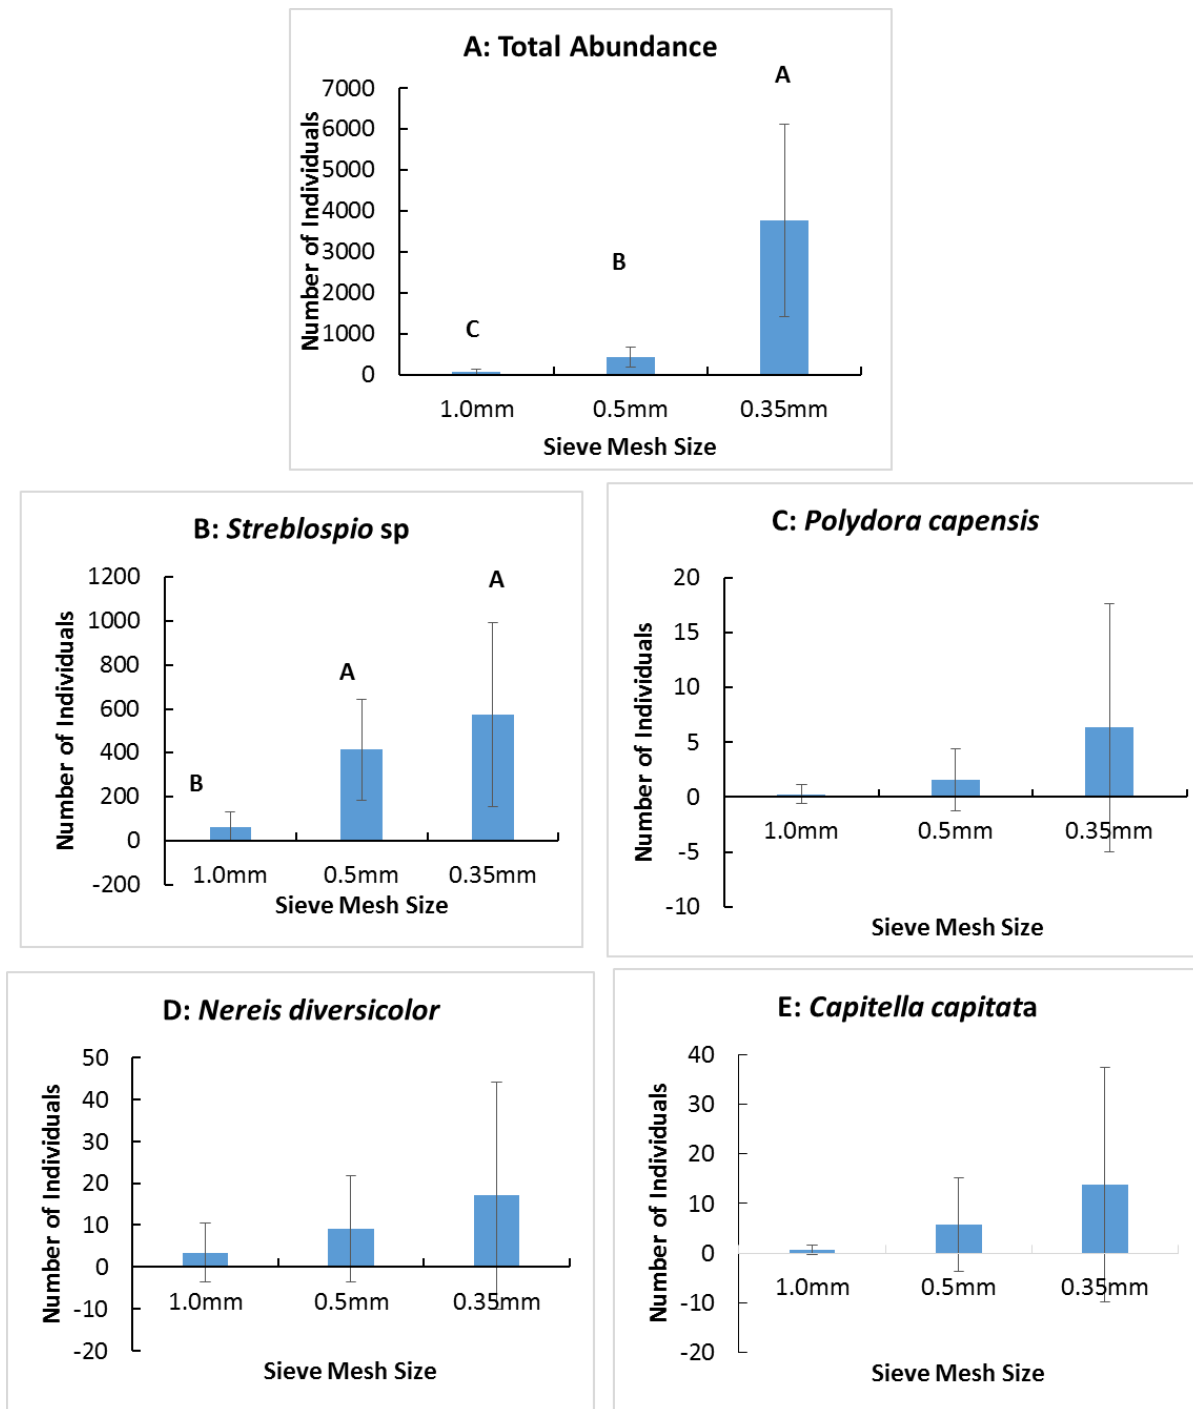 A: Total Abundance
A
7000
6000
5000
4000
3000
2000
1000
0
Number of Individuals
B
C
1.0mm 0.5mm 0.35mm
Sieve Mesh Size
B: Streblospio sp
A
1200
1000
800
600
400
200
0
-200
Number of Individuals
A
B
1.0mm 0.5mm 0.35mm
Sieve Mesh Size
C: Polydora capensis
20
15
10
5
0
-5
-10
Number of Individuals
1.0mm 0.5mm 0.35mm
Sieve Mesh Size
D: Nereis diversicolor
50
40
30
20
10
0
-10
-20
Number of Individuals
1.0mm 0.5mm 0.35mm
Sieve Mesh Size
E: Capitella capitata
40
30
20
10
0
-10
-20
Number of Individuals
1.0mm 0.5mm 0.35mm
Sieve Mesh Size